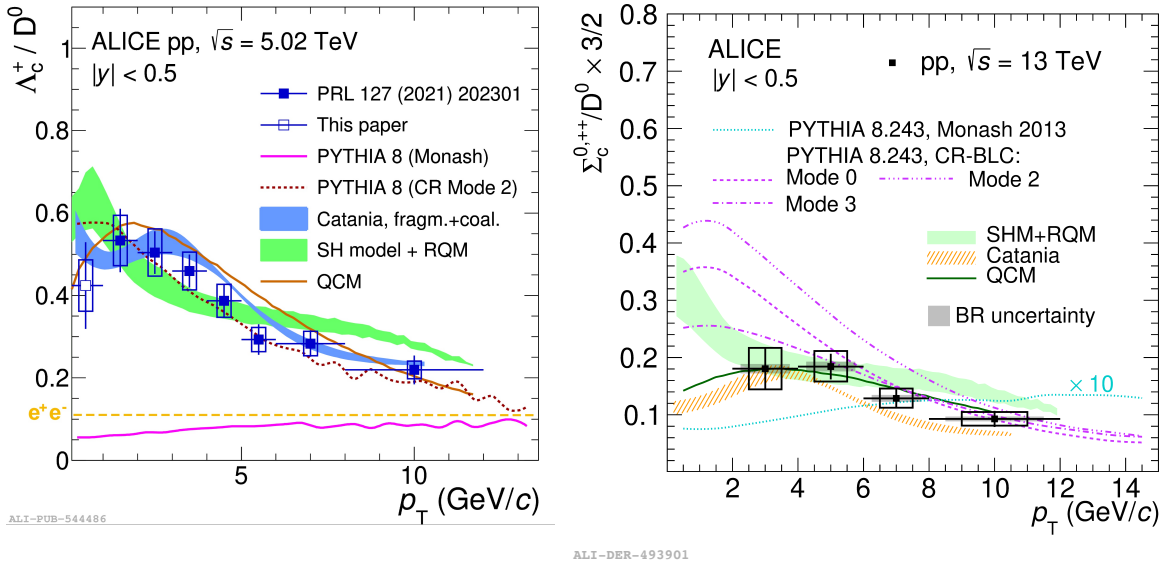 Λc+ / D0
1
0.8
0.6
0.4
0.2
0
ALICE pp, √s = 5.02 TeV
|y| < 0.5
PRL 127 (2021) 202301
This paper
PYTHIA 8 (Monash)
PYTHIA 8 (CR Mode 2)
Catania, fragm.+coal.
SH model + RQM
QCM
e+e-
5
10
pT (GeV/c)
ALI-PUB-544486
Σc0,++/D0 × 3/2
0.8
0.7
0.6
0.5
0.4
0.3
0.2
0.1
ALICE
|y| < 0.5
pp, √s = 13 TeV
PYTHIA 8.243, Monash 2013
PYTHIA 8.243, CR-BLC:
Mode 0
Mode 2
Mode 3
SHM+RQM
Catania
QCM
BR uncertainty
× 10
2 4 6 8 10 12 14
pT (GeV/c)
ALI-DER-493901